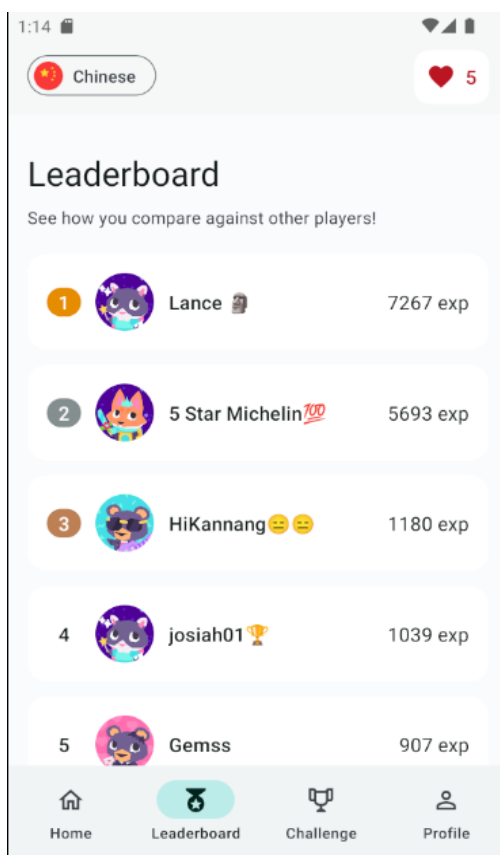 1:14
Chinese
5
Leaderboard
See how you compare against other players!
1 Lance 🗿 7267 exp
2 5 Star Michelin💯 5693 exp
3 HiKannang😑😑 1180 exp
4 josiah01🏆 1039 exp
5 Gemss 907 exp
Home Leaderboard Challenge Profile